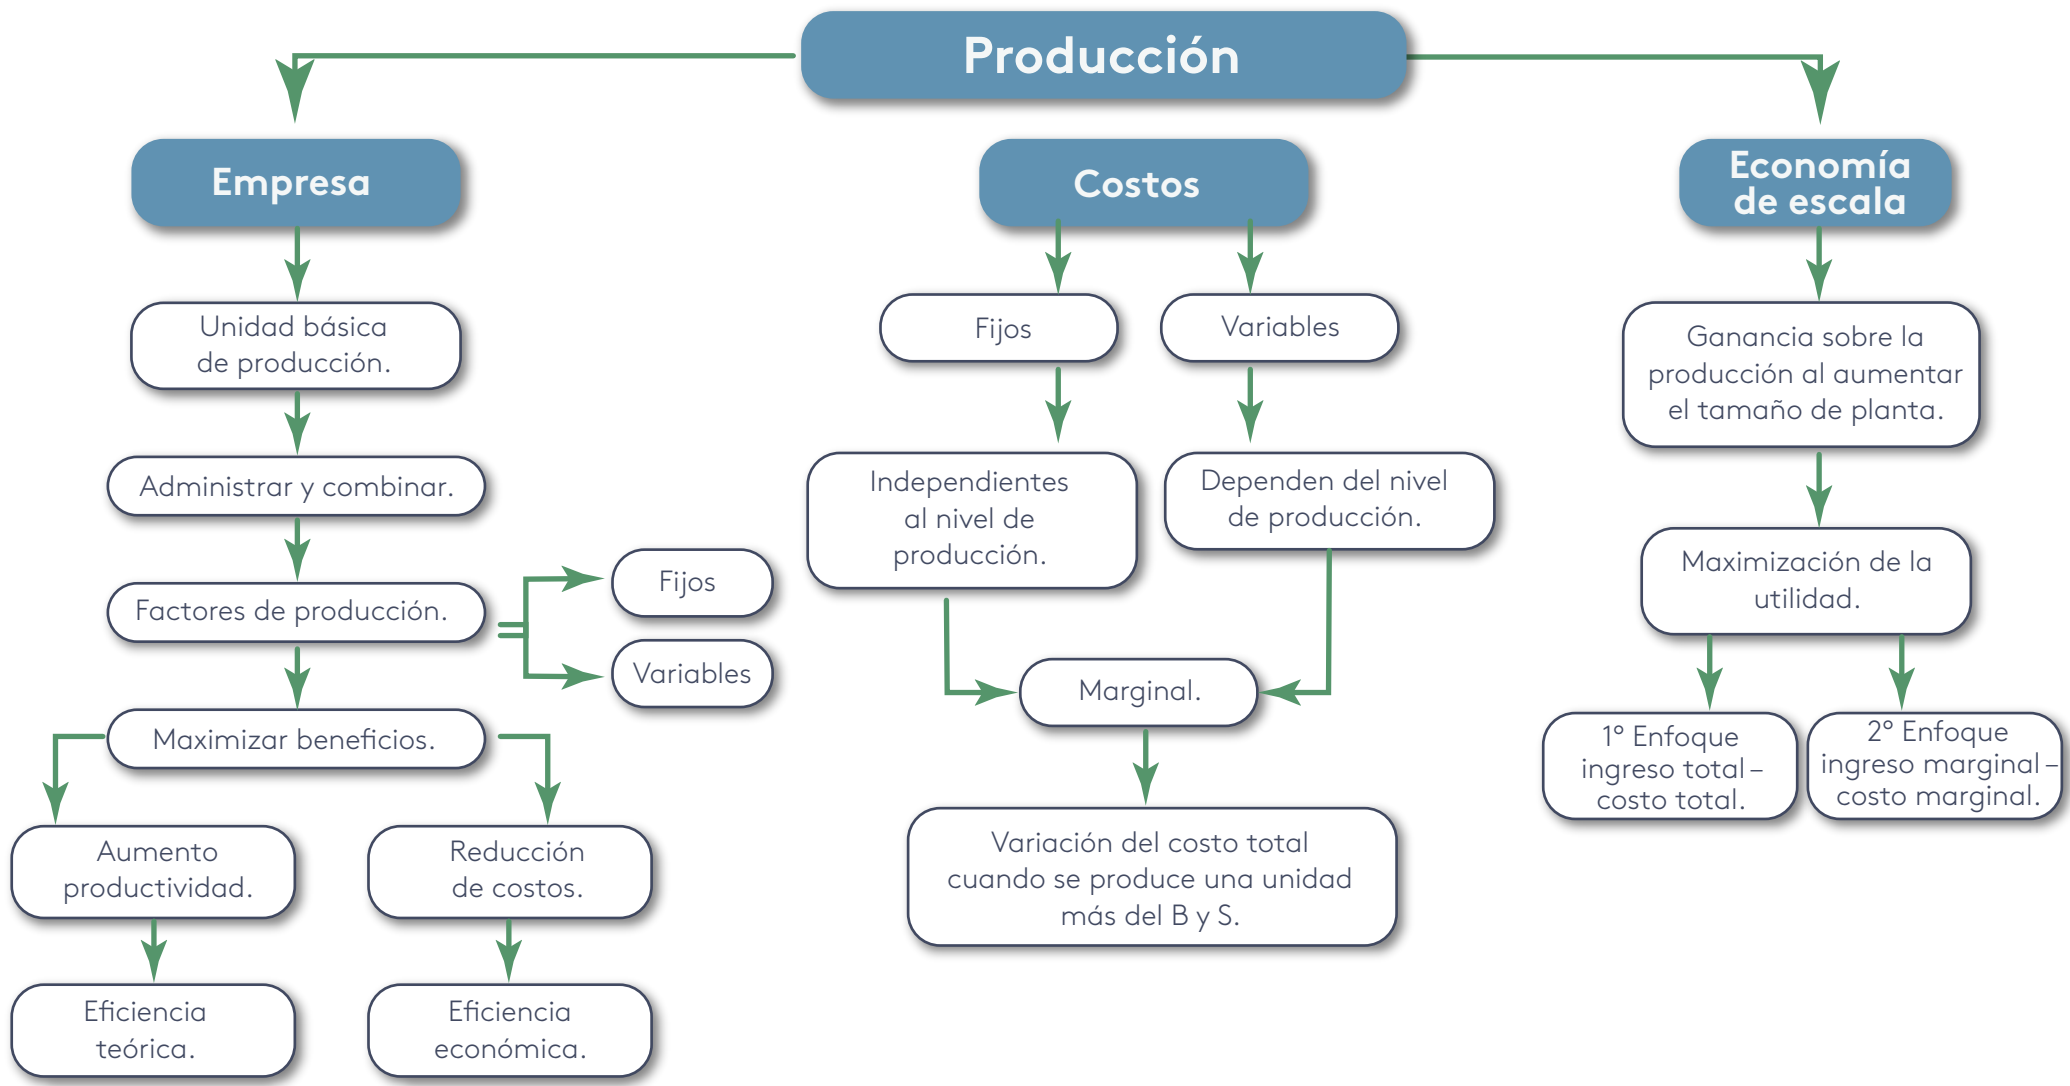 Producción
Empresa
Unidad básica
de producción.
Administrar y combinar.
Factores de producción.
Fijos
Variables
Maximizar beneficios.
Aumento
productividad.
Eficiencia
teórica.
Reducción
de costos.
Eficiencia
económica.
Costos
Fijos
Independientes
al nivel de
producción.
Variables
Dependen del nivel
de producción.
Marginal.
Variación del costo total
cuando se produce una unidad
más del B y S.
Economía
de escala
Ganancia sobre la
producción al aumentar
el tamaño de planta.
Maximización de la
utilidad.
1° Enfoque
ingreso total –
costo total.
2° Enfoque
ingreso marginal –
costo marginal.